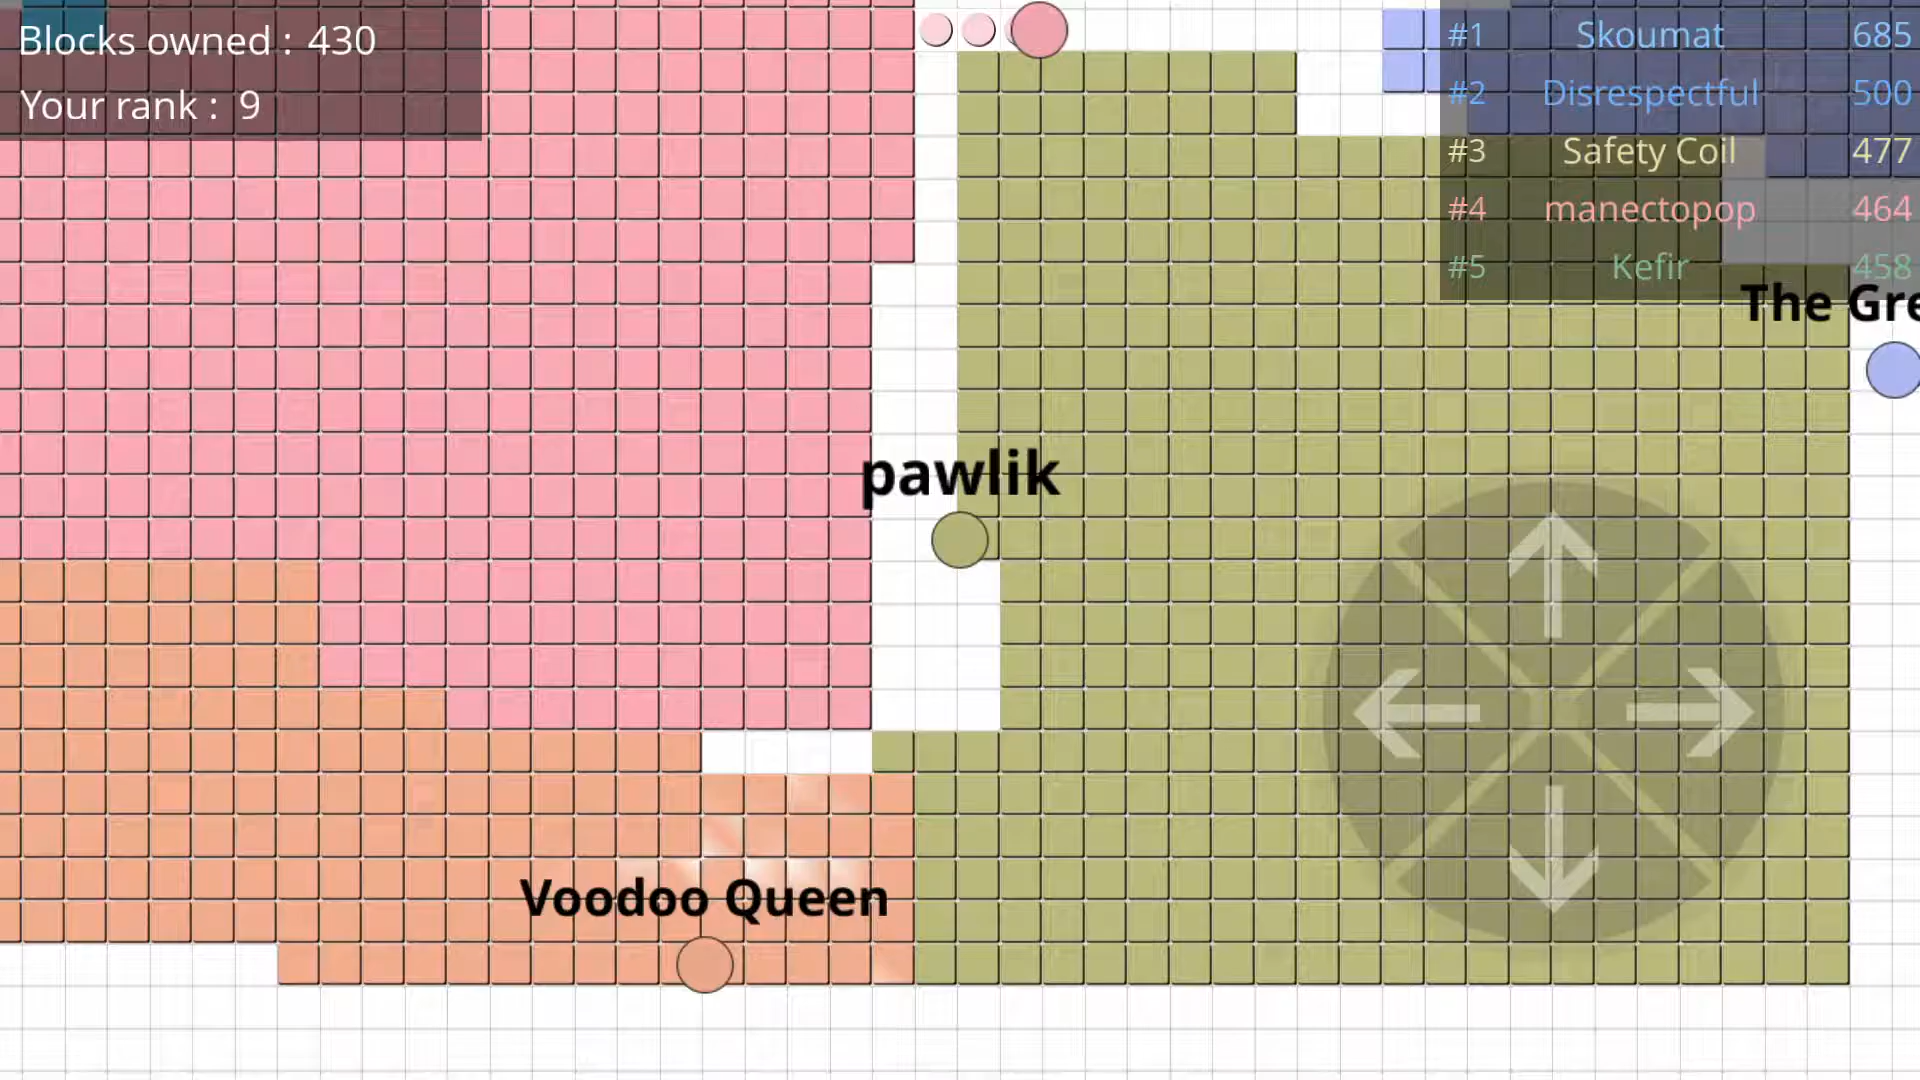 Blocks owned : 430
Your rank : 9
#1 Skoumat 685
#2 Disrespectful 500
#3 Safety Coil 477
#4 manectopop 464
#5 Kefir 458
The Gre
pawlik
Voodoo Queen